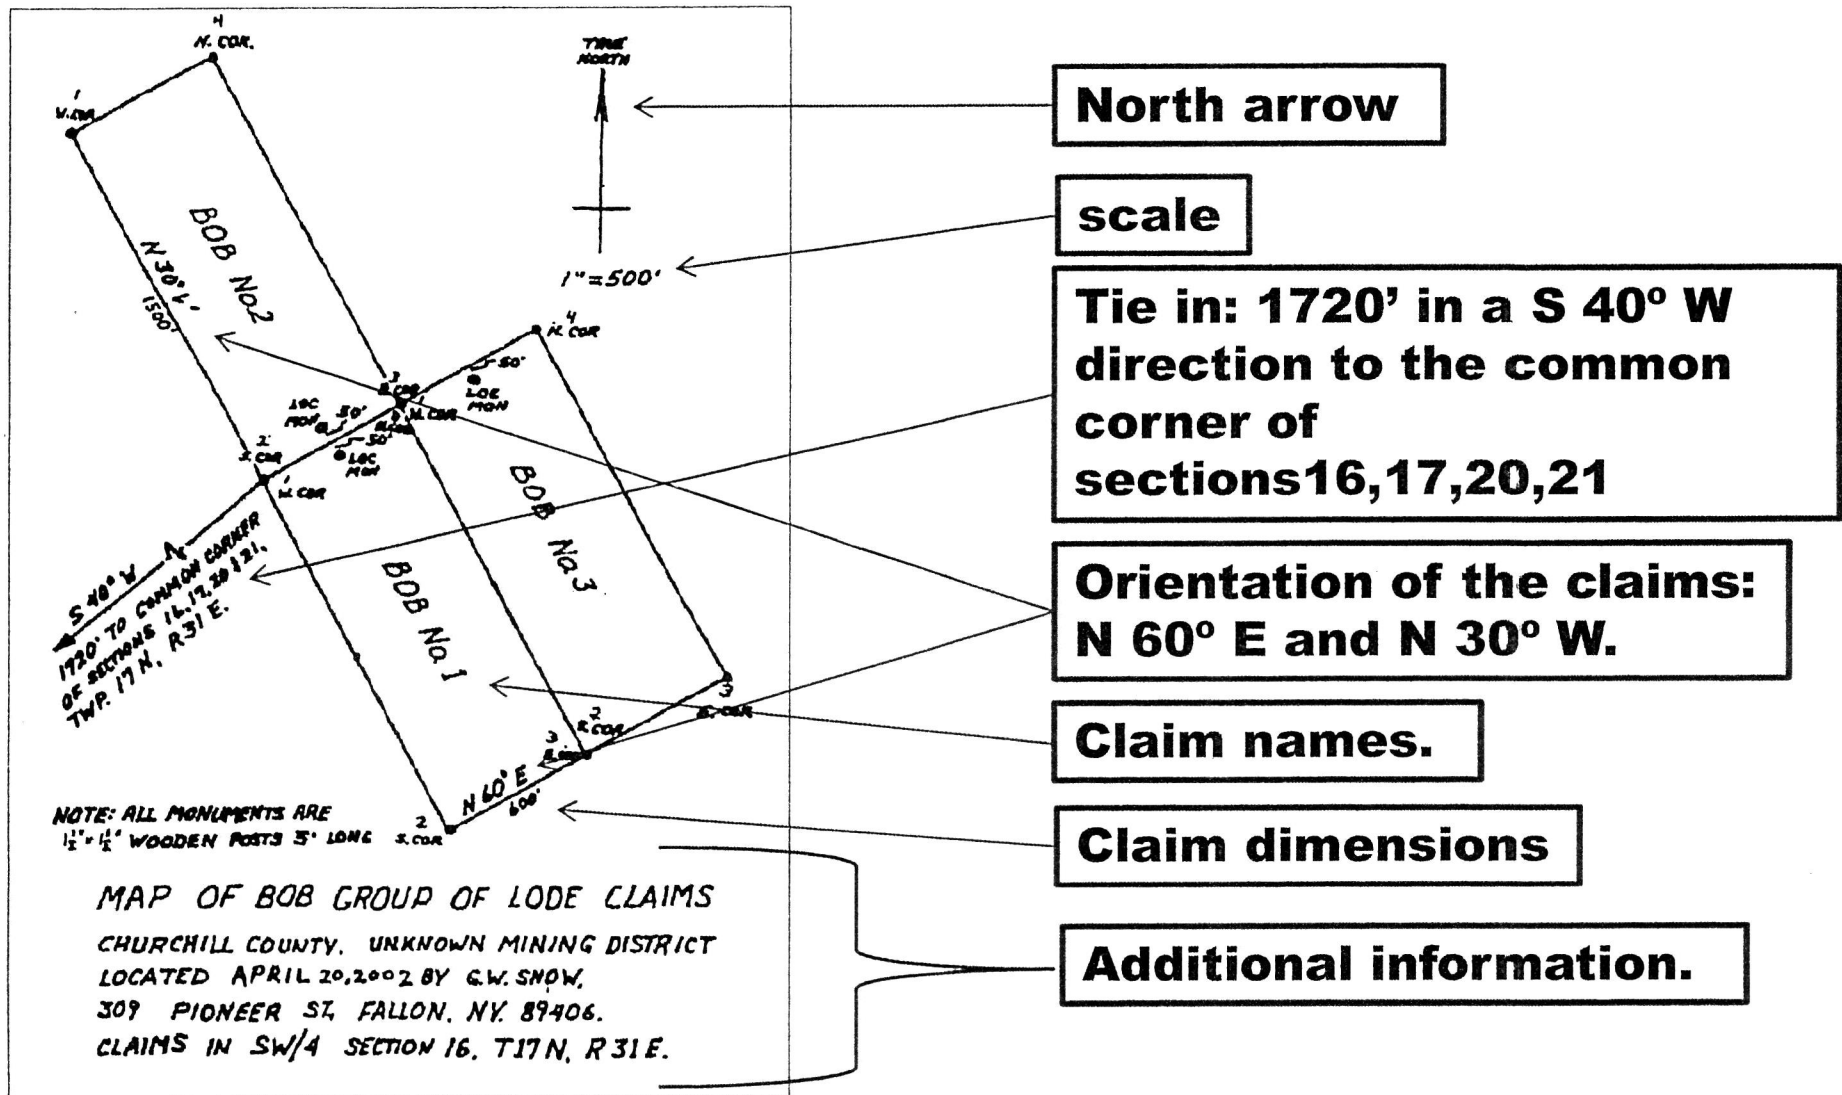 4
N. COR.
1
W. COR
TRUE
NORTH
BOB No.2
N 30° W
1500'
1"=500'
4
N. COR
50'
LOC
MON
3
E. COR
1
W. COR
LOC
MON
50'
50'
LOC
MON
2
S. COR
1
W. COR
BOB No.3
BOB No.1
S 40° W
1720' TO COMMON CORNER
OF SECTIONS 16,17,20 & 21,
TWP. 17 N, R 31 E.
3
E. COR
2
S. COR
3
N 60° E
600'
2
S. COR
NOTE: ALL MONUMENTS ARE
1½" x 1½" WOODEN POSTS 5' LONG
MAP OF BOB GROUP OF LODE CLAIMS
CHURCHILL COUNTY. UNKNOWN MINING DISTRICT
LOCATED APRIL 20,2002 BY G.W. SNOW,
309 PIONEER ST, FALLON, NV. 89406.
CLAIMS IN SW/4 SECTION 16, T17N, R31E.
North arrow
scale
Tie in: 1720’ in a S 40º W
direction to the common
corner of
sections16,17,20,21
Orientation of the claims:
N 60º E and N 30º W.
Claim names.
Claim dimensions
Additional information.